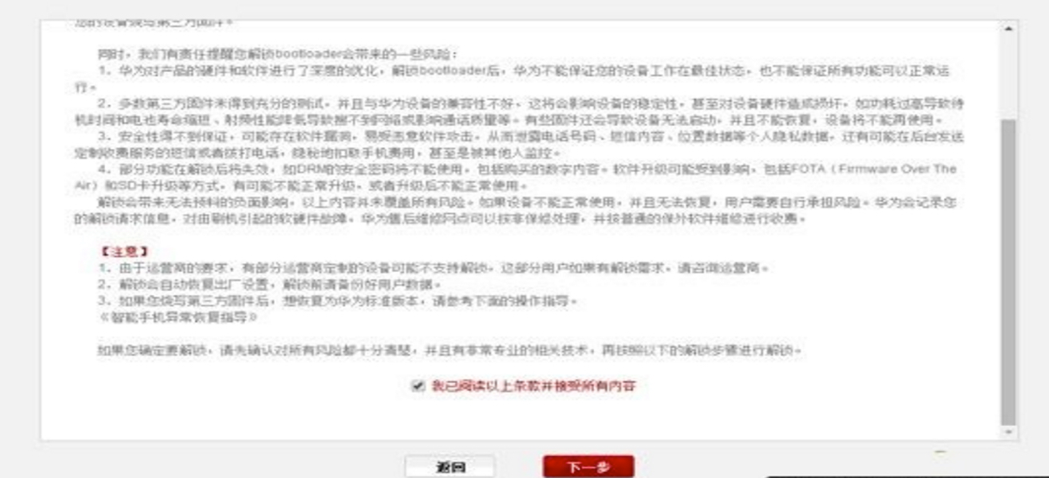 您的设备烧写第三方固件。
同时，我们有责任提醒您解锁bootloader会带来的一些风险：
1、华为对产品的硬件和软件进行了深度的优化，解锁bootloader后，华为不能保证您的设备工作在最佳状态，也不能保证所有功能可以正常运
行。
2、多数第三方固件未得到充分的测试，并且与华为设备的兼容性不好，这将会影响设备的稳定性，甚至对设备硬件造成损坏，如功耗过高导致待
机时间和电池寿命缩短、射频性能降低导致搜不到网络或影响通话质量等。有些固件还会导致设备无法启动，并且不能恢复，设备将不能再使用。
3、安全性得不到保证，可能存在软件漏洞，易受恶意软件攻击，从而泄露电话号码、短信内容、位置数据等个人隐私数据，还有可能在后台发送
定制收费服务的短信或者拨打电话，隐秘地扣取手机费用，甚至是被其他人监控。
4、部分功能在解锁后将失效，如DRM的安全密码将不能使用，包括购买的数字内容。软件升级可能受到影响，包括FOTA（Firmware Over The
Air）和SD卡升级等方式，有可能不能正常升级，或者升级后不能正常使用。
解锁会带来无法预料的负面影响，以上内容并未覆盖所有风险。如果设备不能正常使用，并且无法恢复，用户需要自行承担风险。华为会记录您
的解锁请求信息，对由刷机引起的软硬件故障，华为售后维修网点可以按非保修处理，并按普通的保外软件维修进行收费。
【注意】
1、由于运营商的要求，有部分运营商定制的设备可能不支持解锁，这部分用户如果有解锁需求，请咨询运营商。
2、解锁会自动恢复出厂设置，解锁前请备份好用户数据。
3、如果您烧写第三方固件后，想恢复为华为标准版本，请参考下面的操作指导。
《智能手机异常恢复指导》
如果您确定要解锁，请先确认对所有风险都十分清楚，并且有非常专业的相关技术，再按照以下的解锁步骤进行解锁。
我已阅读以上条款并接受所有内容
返回
下一步